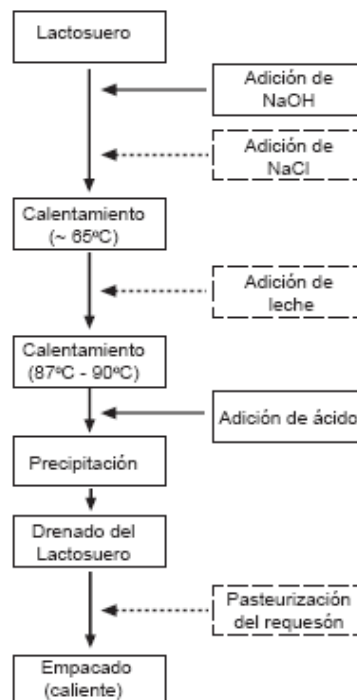 Lactosuero
Adición de
NaOH
Adición de
NaCl
Calentamiento
(~ 65ºC)
Adición de
leche
Calentamiento
(87ºC - 90ºC)
Adición de ácido
Precipitación
Drenado del
Lactosuero
Pasteurización
del requesón
Empacado
(caliente)